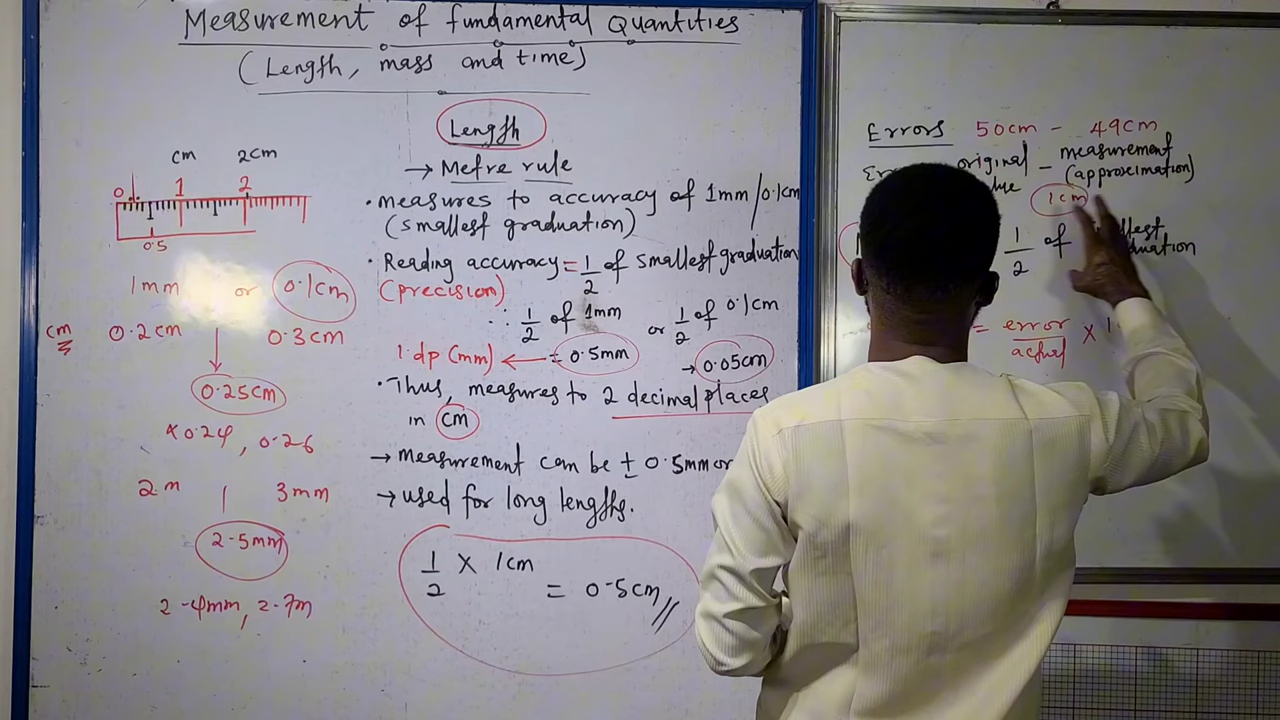 Measurement of fundamental Quantities
(Length, mass and time)
Length
→ Metre rule
• measures to accuracy of 1mm/0.1cm
(smallest graduation)
• Reading accuracy = 1/2 of smallest graduation
(precision)
∴ 1/2 of 1mm or 1/2 of 0.1cm
1.dp (mm) ← = 0.5mm → 0.05cm
• Thus, measures to 2 decimal places
in cm
→ measurement can be ± 0.5mm or
→ used for long lengths.
1/2 × 1cm
= 0.5cm //
cm 2cm
0 1 2
0.5
1mm or 0.1cm
cm 0.2cm 0.3cm
0.25cm
× 0.24, 0.26
2m 3mm
2.5mm
2-4mm, 2-7m
Errors 50cm - 49cm
original - measurement
(approximation)
1cm
1/2 of
= error/actual ×